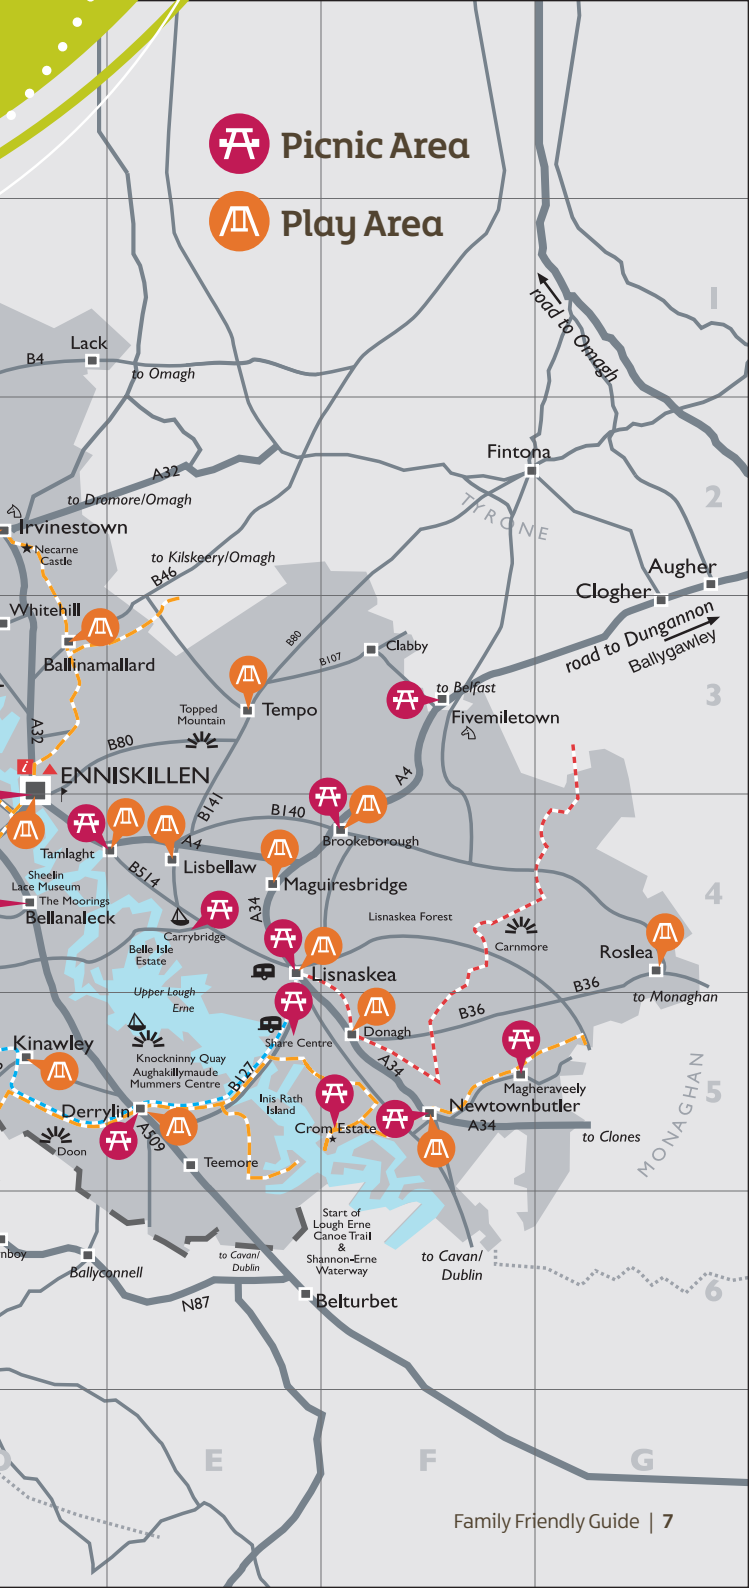 Picnic Area
Play Area
1
road to Omagh
Lack
B4
to Omagh
Fintona
A32
2
to Dromore/Omagh
TYRONE
Irvinestown
Necarne
Castle
to Kilskeery/Omagh
B46
Augher
Clogher
Whitehill
road to Dungannon
Ballygawley
B80
Clabby
B107
Ballinamallard
to Belfast
3
Topped
Mountain
Tempo
Fivemiletown
A32
B80
i
ENNISKILLEN
A4
B141
B140
Brookeborough
A4
Tamlaght
Lisbellaw
B514
Sheelin
Lace Museum
Maguiresbridge
4
The Moorings
Bellanaleck
A34
Lisnaskea Forest
Carrybridge
Belle Isle
Estate
Carnmore
Roslea
Lisnaskea
B36
Upper Lough
Erne
to Monaghan
B36
Donagh
Share Centre
Kinawley
Knockninny Quay
Aughakillymaude
Mummers Centre
A34
B127
Magheraveely
5
Inis Rath
Island
MONAGHAN
Derrylin
Newtownbutler
A34
Crom Estate
to Clones
A509
Doon
Teemore
Start of
Lough Erne
Canoe Trail
&
Shannon-Erne
Waterway
nboy
to Cavan/
Dublin
to Cavan/
Dublin
Ballyconnell
6
N87
Belturbet
D
E
F
G
Family Friendly Guide | 7